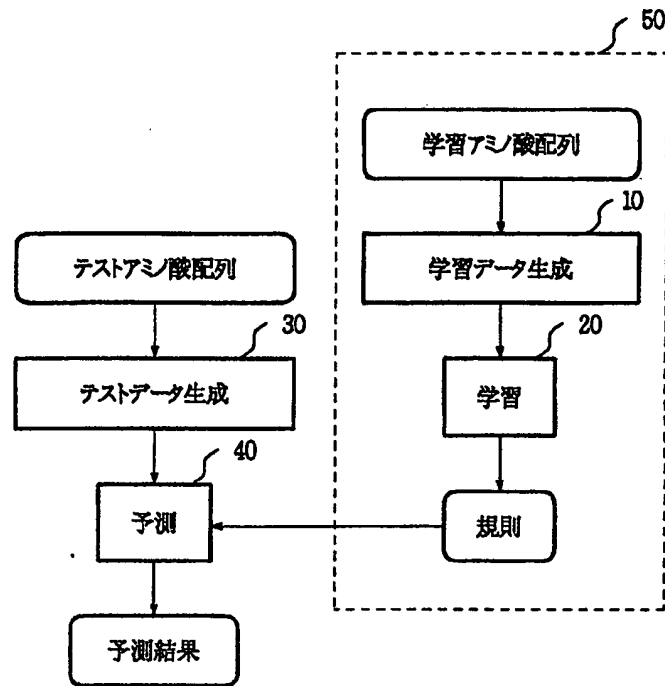 50
学習アミノ酸配列
10
学習データ生成
20
学習
規則
テストアミノ酸配列
30
テストデータ生成
40
予測
予測結果